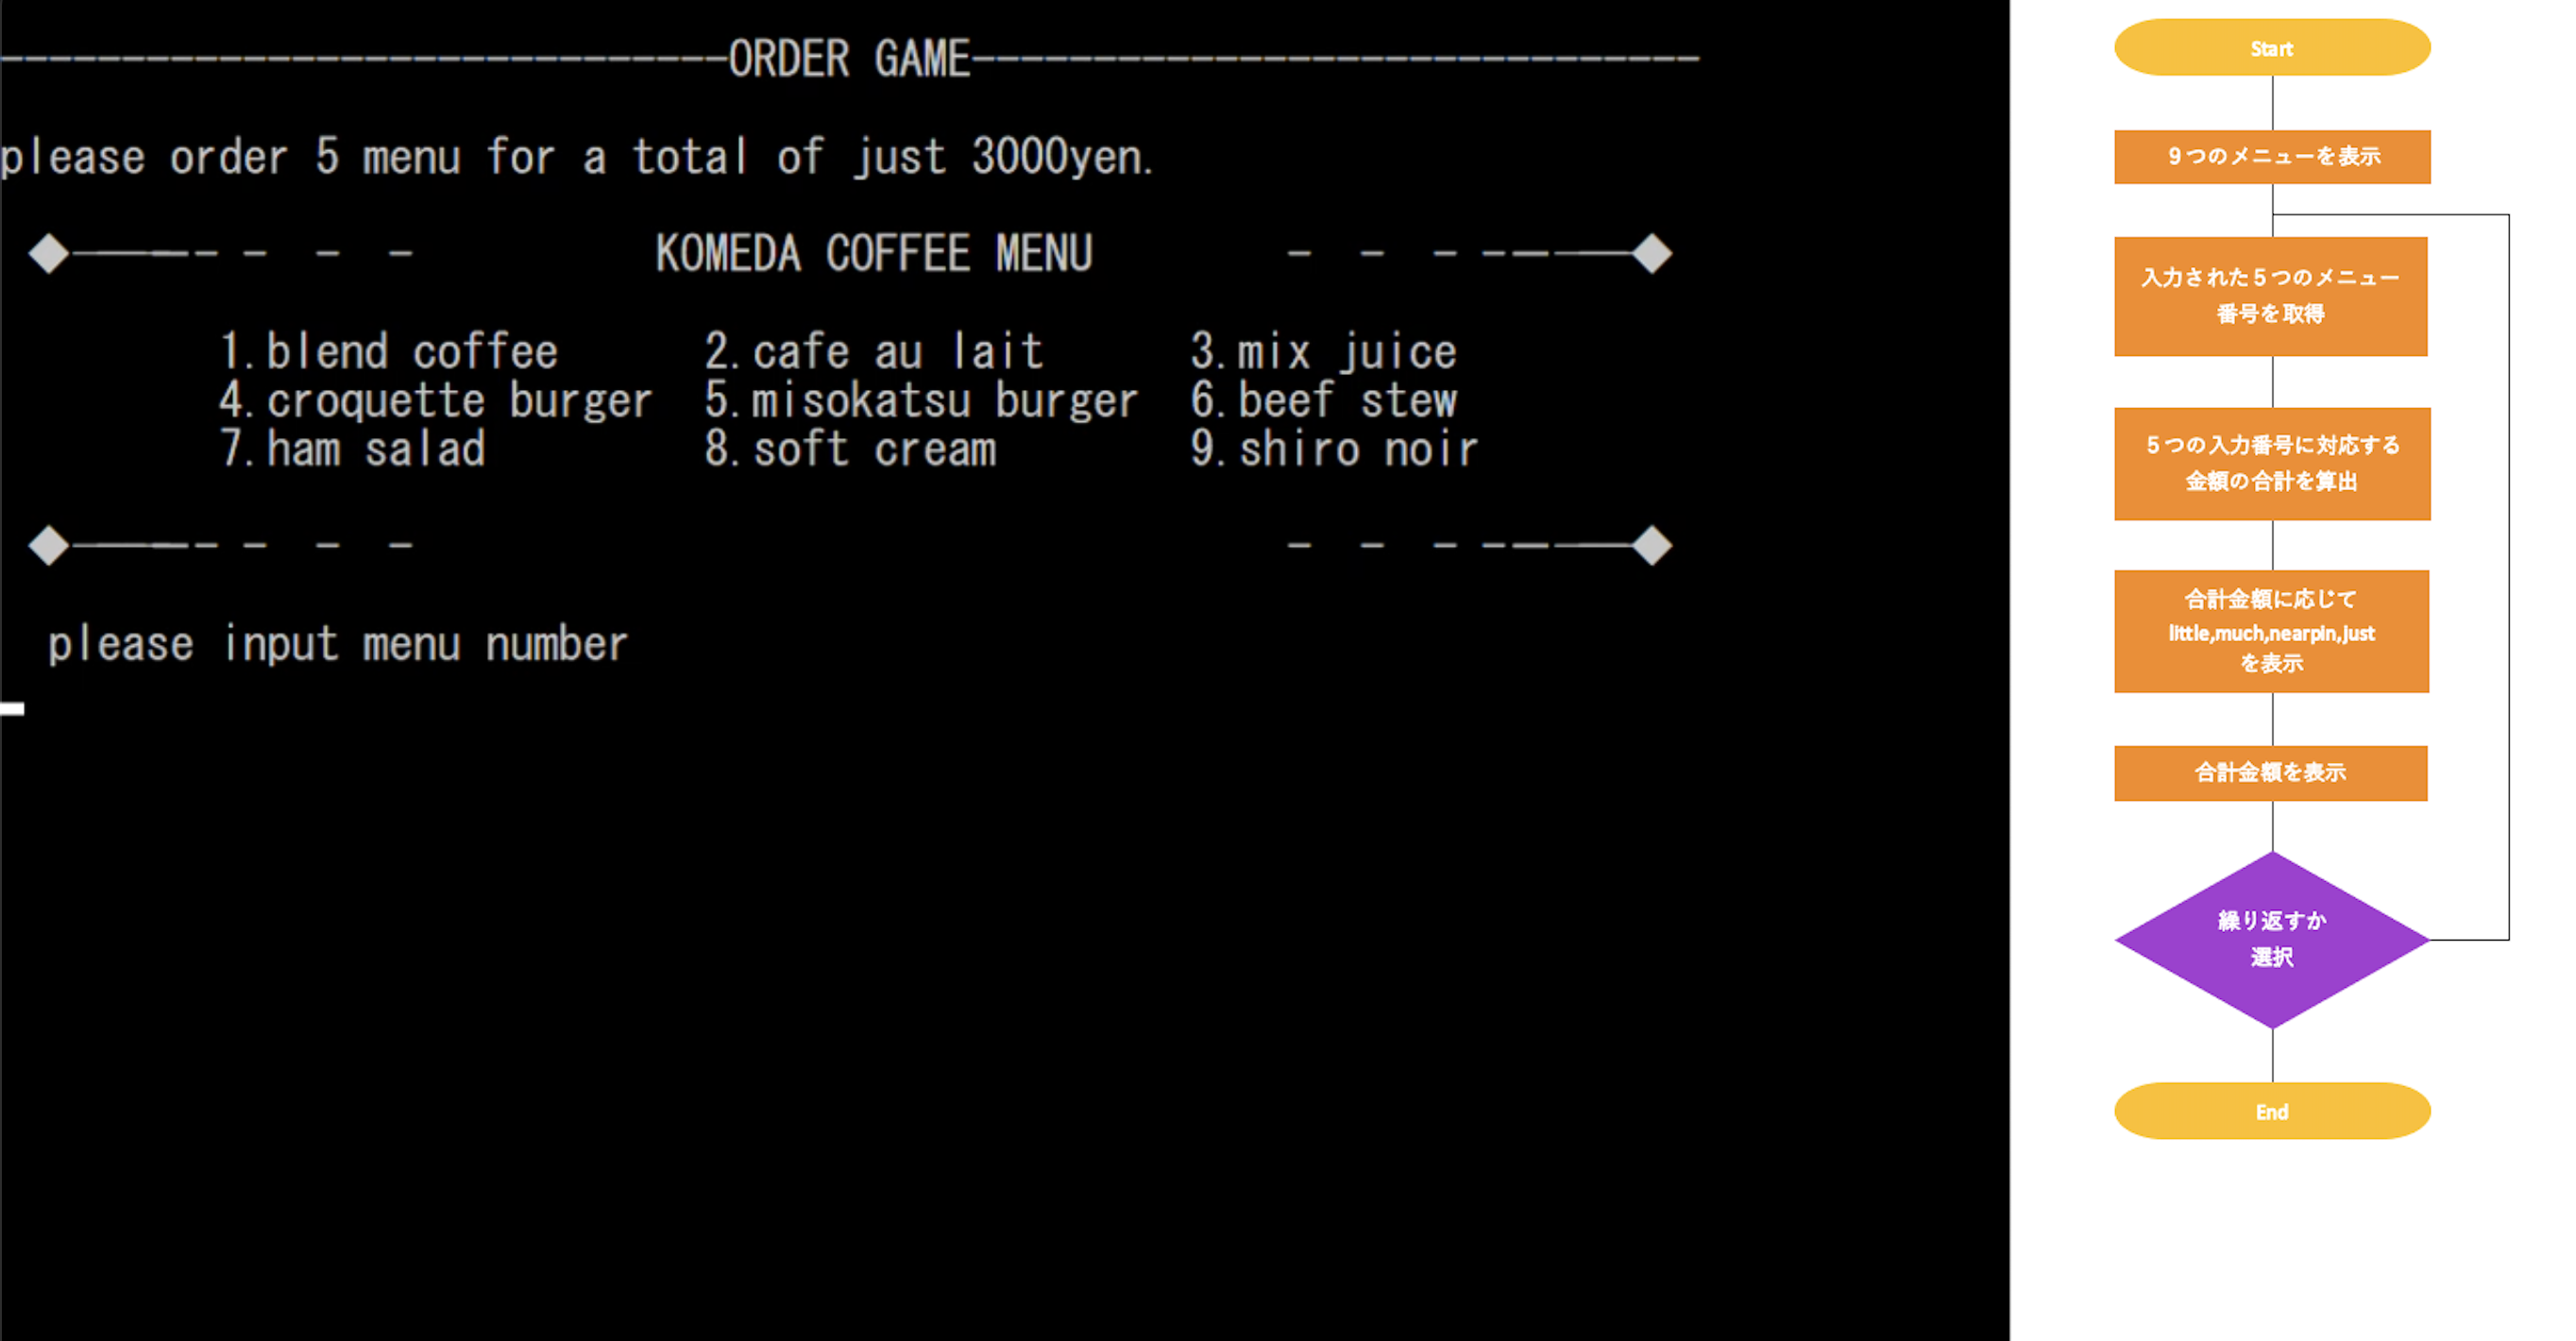 ORDER GAME
please order 5 menu for a total of just 3000yen.
KOMEDA COFFEE MENU
1.blend coffee 2.cafe au lait 3.mix juice
4.croquette burger 5.misokatsu burger 6.beef stew
7.ham salad 8.soft cream 9.shiro noir
please input menu number
Start
9つのメニューを表示
入力された5つのメニュー
番号を取得
5つの入力番号に対応する
金額の合計を算出
合計金額に応じて
little,much,nearpin,just
を表示
合計金額を表示
繰り返すか
選択
End